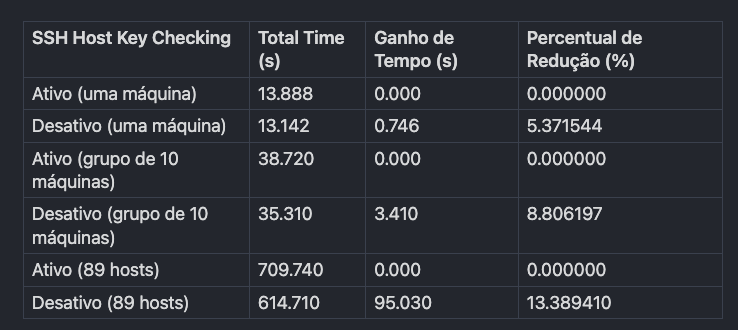 SSH Host Key Checking Total Time (s) Ganho de Tempo (s) Percentual de Redução (%)
Ativo (uma máquina) 13.888 0.000 0.000000
Desativo (uma máquina) 13.142 0.746 5.371544
Ativo (grupo de 10 máquinas) 38.720 0.000 0.000000
Desativo (grupo de 10 máquinas) 35.310 3.410 8.806197
Ativo (89 hosts) 709.740 0.000 0.000000
Desativo (89 hosts) 614.710 95.030 13.389410